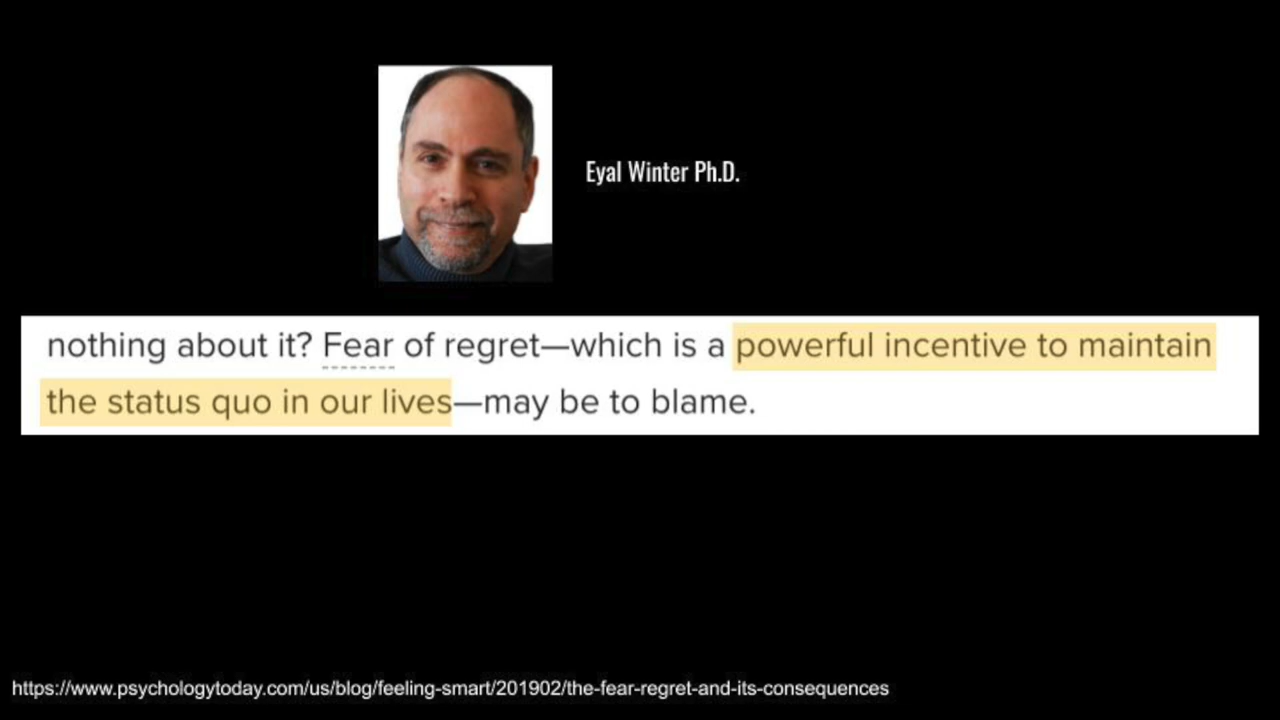 Eyal Winter Ph.D.
nothing about it? Fear of regret—which is a powerful incentive to maintain
the status quo in our lives—may be to blame.
https://www.psychologytoday.com/us/blog/feeling-smart/201902/the-fear-regret-and-its-consequences